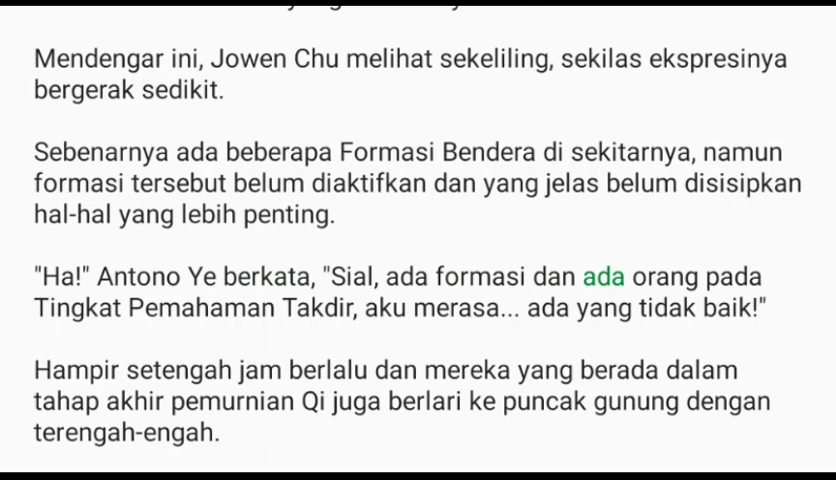 Mendengar ini, Jowen Chu melihat sekeliling, sekilas ekspresinya
bergerak sedikit.
Sebenarnya ada beberapa Formasi Bendera di sekitarnya, namun
formasi tersebut belum diaktifkan dan yang jelas belum disisipkan
hal-hal yang lebih penting.
"Ha!" Antono Ye berkata, "Sial, ada formasi dan ada orang pada
Tingkat Pemahaman Takdir, aku merasa... ada yang tidak baik!"
Hampir setengah jam berlalu dan mereka yang berada dalam
tahap akhir pemurnian Qi juga berlari ke puncak gunung dengan
terengah-engah.